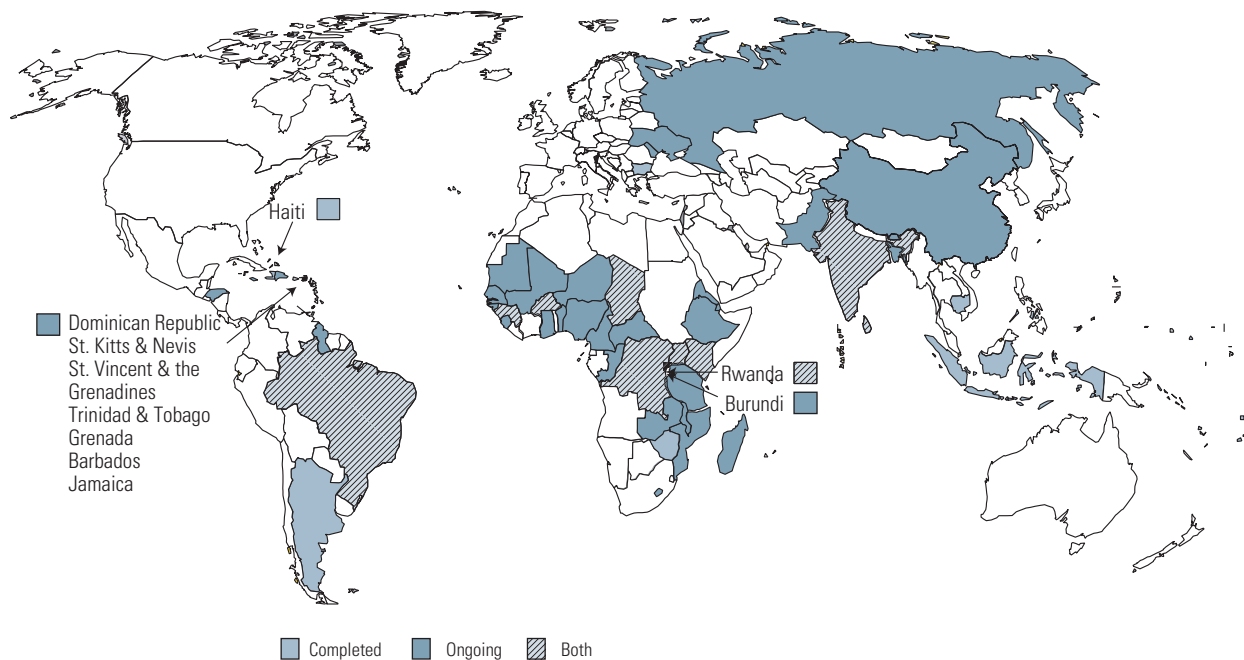 Haiti
Dominican Republic
St. Kitts & Nevis
St. Vincent & the
Grenadines
Trinidad & Tobago
Grenada
Barbados
Jamaica
Rwanda
Burundi
Completed
Ongoing
Both